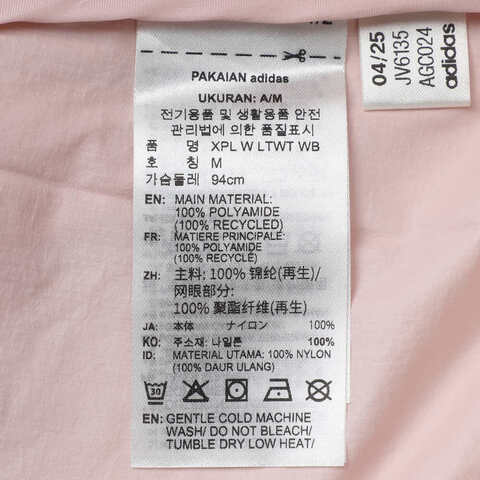 PAKAIAN adidas
UKURAN: A/M
전기용품 및 생활용품 안전
관리법에 의한 품질표시
품 명 XPL W LTWT WB
호 칭 M
가슴둘레 94cm
EN: MAIN MATERIAL:
100% POLYAMIDE
(100% RECYCLED)
FR: MATIERE PRINCIPALE:
100% POLYAMIDE
(100% RECYCLE)
ZH: 主料: 100% 锦纶(再生)/
网眼部分:
100% 聚酯纤维(再生)
JA: 本体 ナイロン 100%
KO: 주소재: 나일론 100%
ID: MATERIAL UTAMA: 100% NYLON
(100% DAUR ULANG)
30
EN: GENTLE COLD MACHINE
WASH/ DO NOT BLEACH/
TUMBLE DRY LOW HEAT/
04/25
JV6135
AGC024
adidas